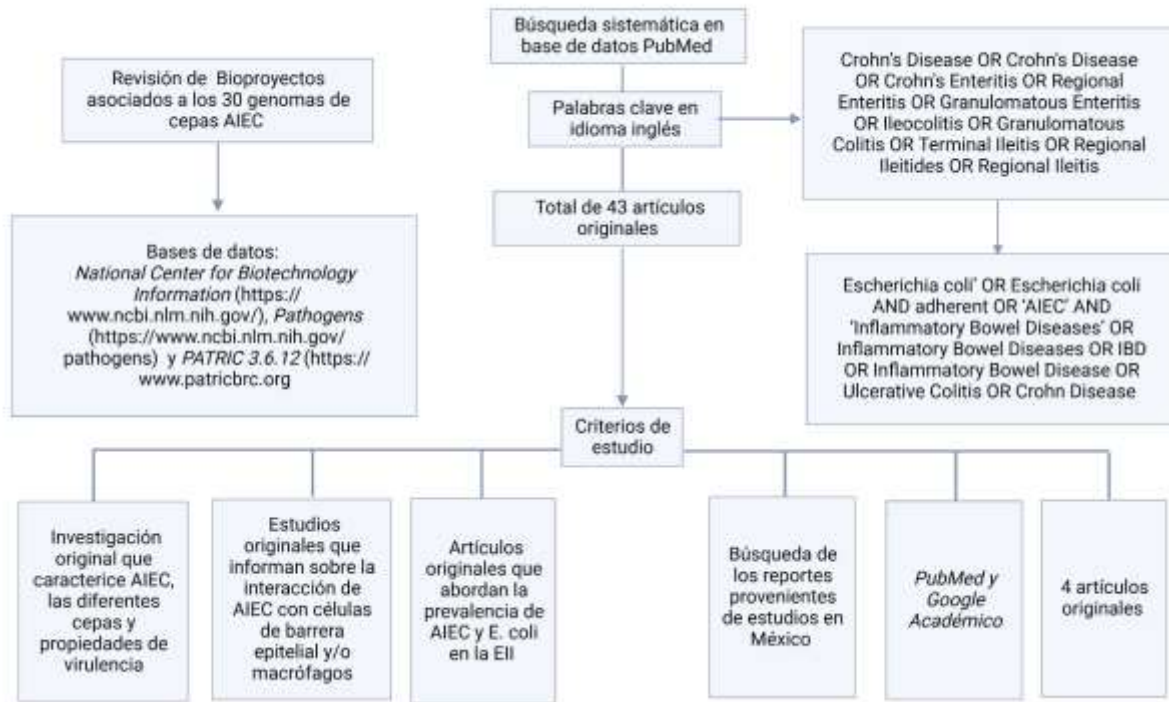 Revisión de Bioproyectos
asociados a los 30 genomas de
cepas AIEC
Bases de datos:
National Center for Biotechnology
Information (https://
www.ncbi.nlm.nih.gov/), Pathogens
(https://www.ncbi.nlm.nih.gov/
pathogens) y PATRIC 3.6.12 (https://
www.patricbrc.org
Búsqueda sistemática en
base de datos PubMed
Palabras clave en
idioma inglés
Total de 43 artículos
originales
Crohn's Disease OR Crohn's Disease
OR Crohn's Enteritis OR Regional
Enteritis OR Granulomatous Enteritis
OR Ileocolitis OR Granulomatous
Colitis OR Terminal Ileitis OR Regional
Ileitides OR Regional Ileitis
Escherichia coli' OR Escherichia coli
AND adherent OR 'AIEC' AND
'Inflammatory Bowel Diseases' OR
Inflammatory Bowel Diseases OR IBD
OR Inflammatory Bowel Disease OR
Ulcerative Colitis OR Crohn Disease
Criterios de
estudio
Investigación
original que
caracterice AIEC,
las diferentes
cepas y
propiedades de
virulencia
Estudios
originales que
informan sobre la
interacción de
AIEC con células
de barrera
epitelial y/o
macrófagos
Artículos
originales que
abordan la
prevalencia de
AIEC y E. coli
en la EII
Búsqueda de
los reportes
provenientes
de estudios en
México
PubMed y
Google
Académico
4 artículos
originales